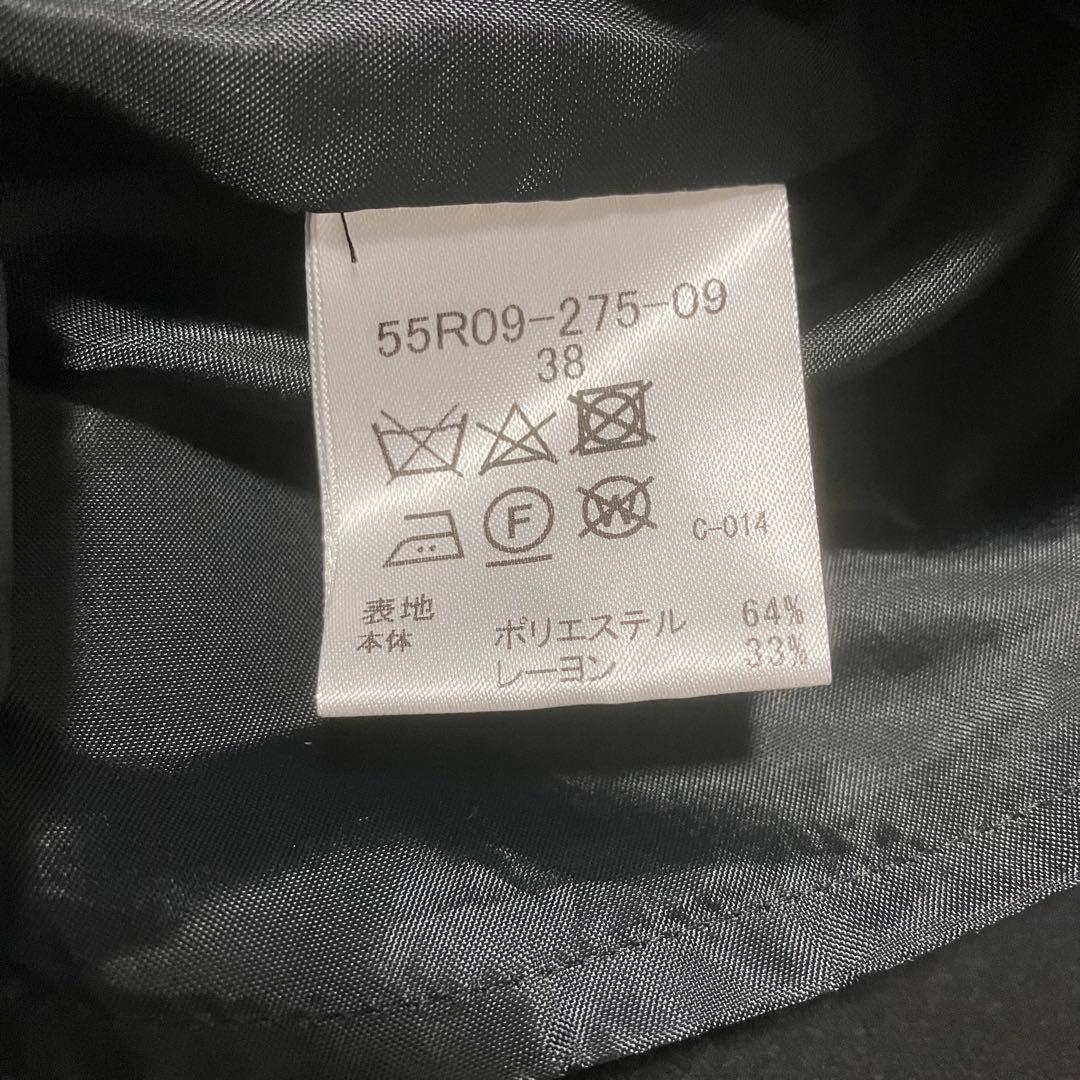 55R09-275-09
38
F W C-014
表地
本体 ポリエステル 64%
レーヨン 33%